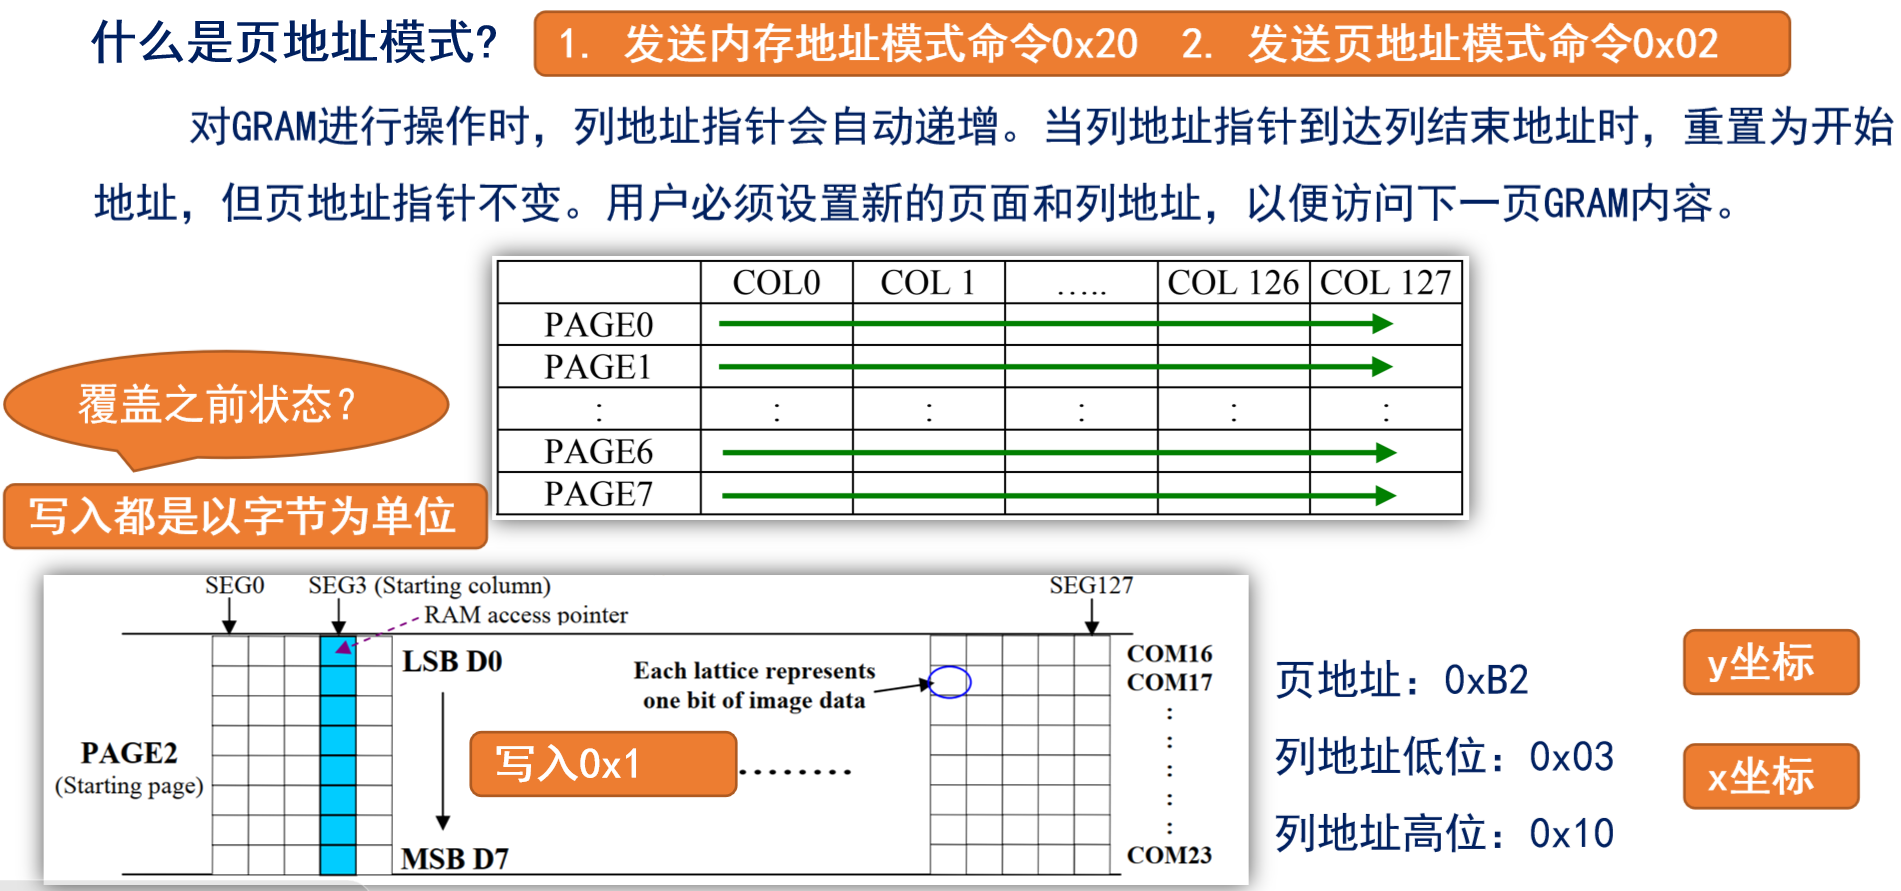 什么是页地址模式?
1. 发送内存地址模式命令0x20 2. 发送页地址模式命令0x02
对GRAM进行操作时，列地址指针会自动递增。当列地址指针到达列结束地址时，重置为开始
地址，但页地址指针不变。用户必须设置新的页面和列地址，以便访问下一页GRAM内容。
COL0 COL 1 ..... COL 126 COL 127
PAGE0
PAGE1
: : : : : :
PAGE6
PAGE7
覆盖之前状态?
写入都是以字节为单位
SEG0 SEG3 (Starting column) SEG127
RAM access pointer
LSB D0
Each lattice represents
one bit of image data
COM16
COM17
:
:
:
:
:
COM23
PAGE2
(Starting page)
写入0x1
........
MSB D7
页地址：0xB2
y坐标
列地址低位：0x03
x坐标
列地址高位：0x10